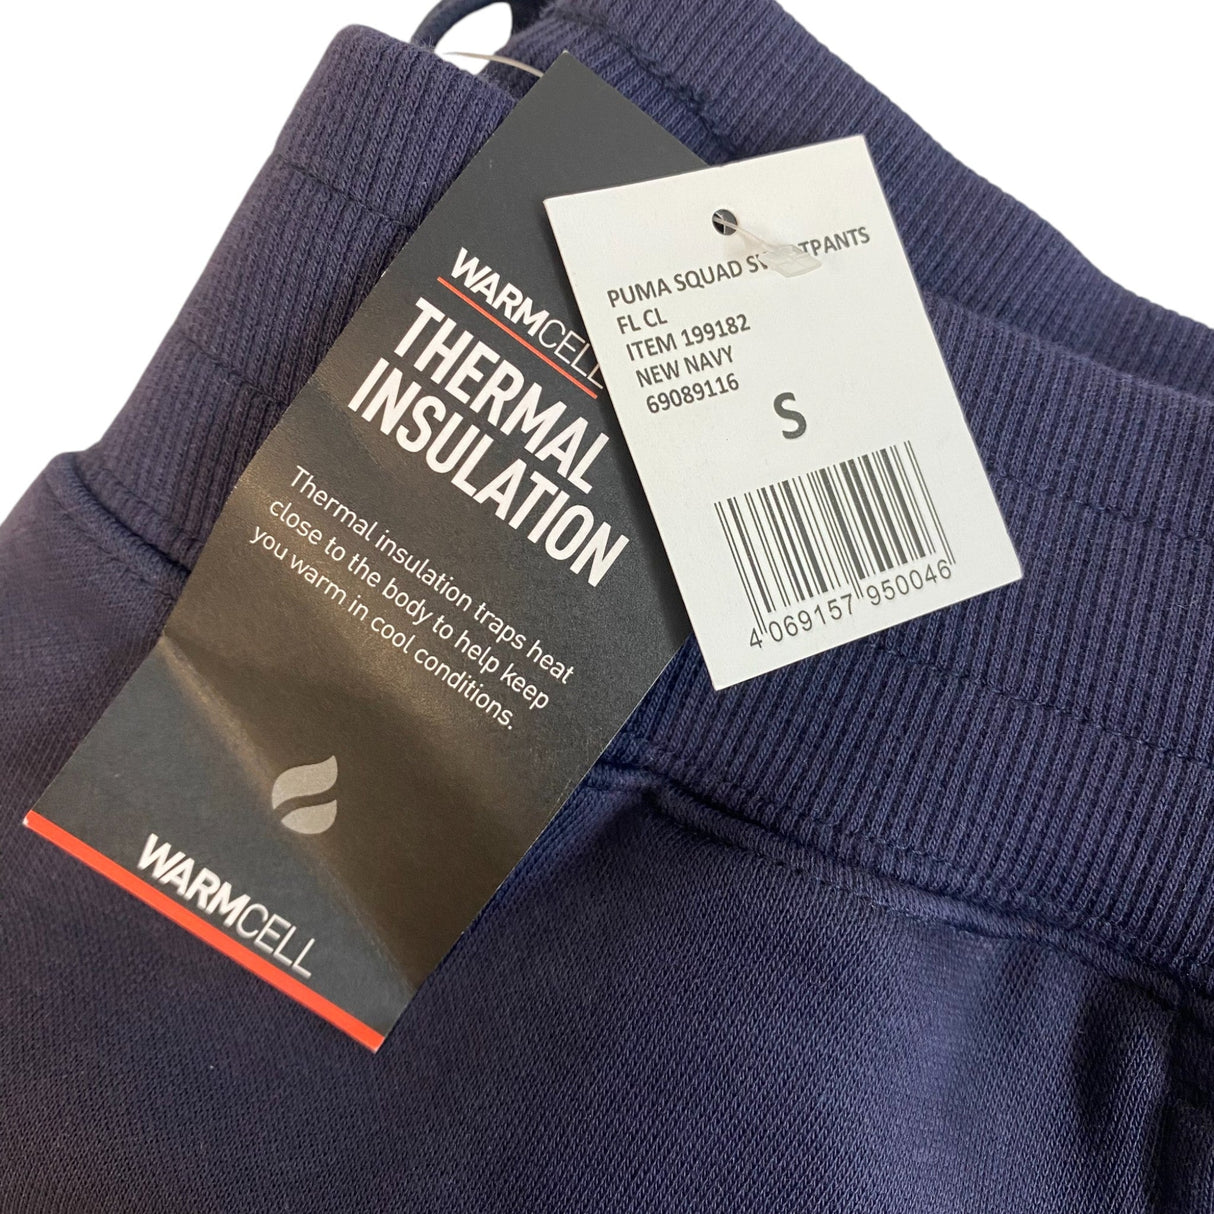 WARMCELL
THERMAL
INSULATION
Thermal insulation traps heat
close to the body to help keep
you warm in cool conditions.
WARMCELL
PUMA SQUAD
FL CL
ITEM 199182
NEW NAVY
69089116
S
4 069157 950046